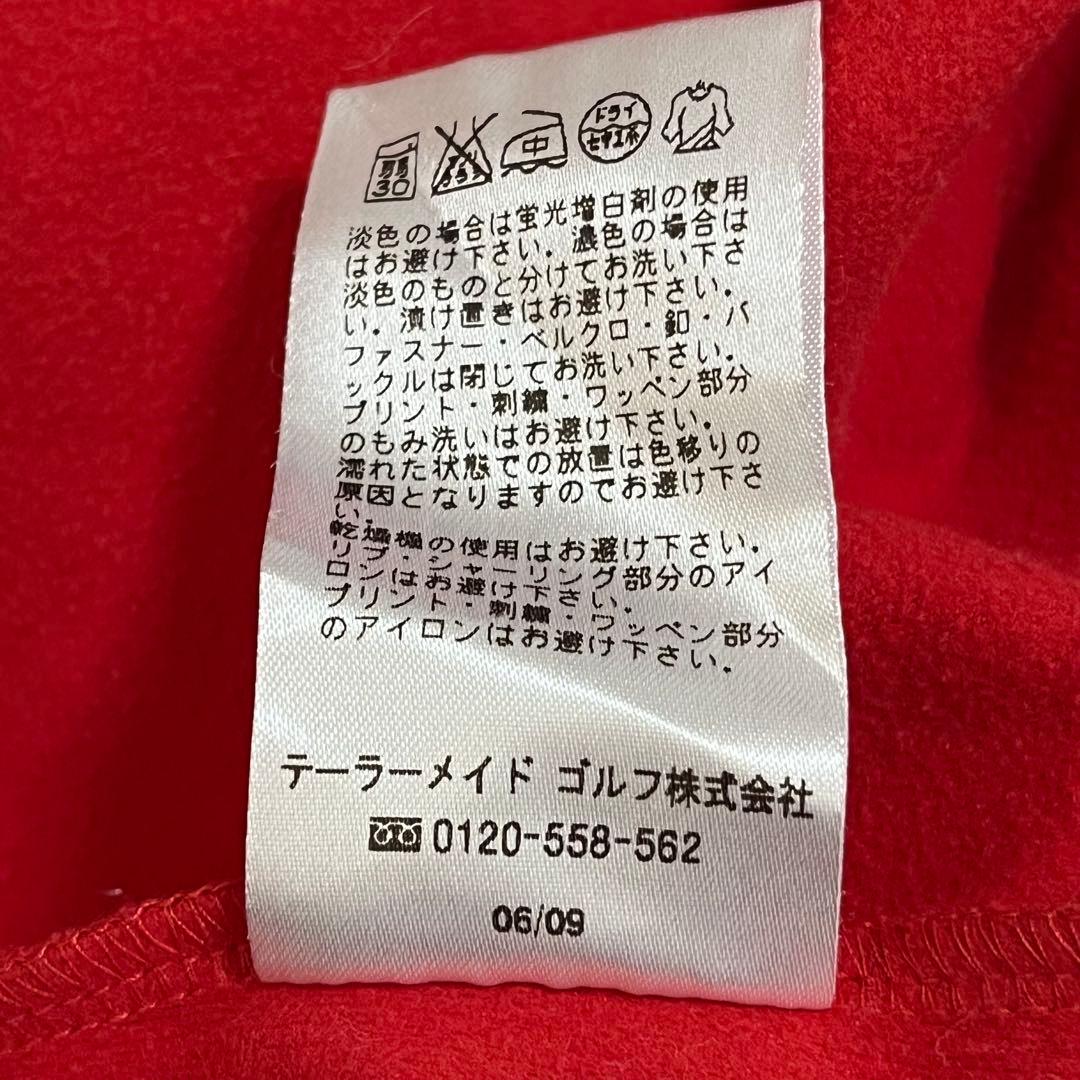 弱
30
エンソ
サラシ
中
ドライ
セキユ系
淡色の場合は蛍光増白剤の使用
はお避け下さい．濃色の場合は
淡色のものと分けてお洗い下さ
い．漬け置きはお避け下さい．
ファスナー・ベルクロ・釦・バ
ックルは閉じてお洗い下さい．
プリント・刺繍・ワッペン部分
のもみ洗いはお避け下さい．
濡れた状態での放置は色移りの
原因となりますのでお避け下さ
い．
乾燥機の使用はお避け下さい．
リブ・シャーリング部分のアイ
ロンはお避け下さい．
プリント・刺繍・ワッペン部分
のアイロンはお避け下さい．
テーラーメイド ゴルフ株式会社
0120-558-562
06/09